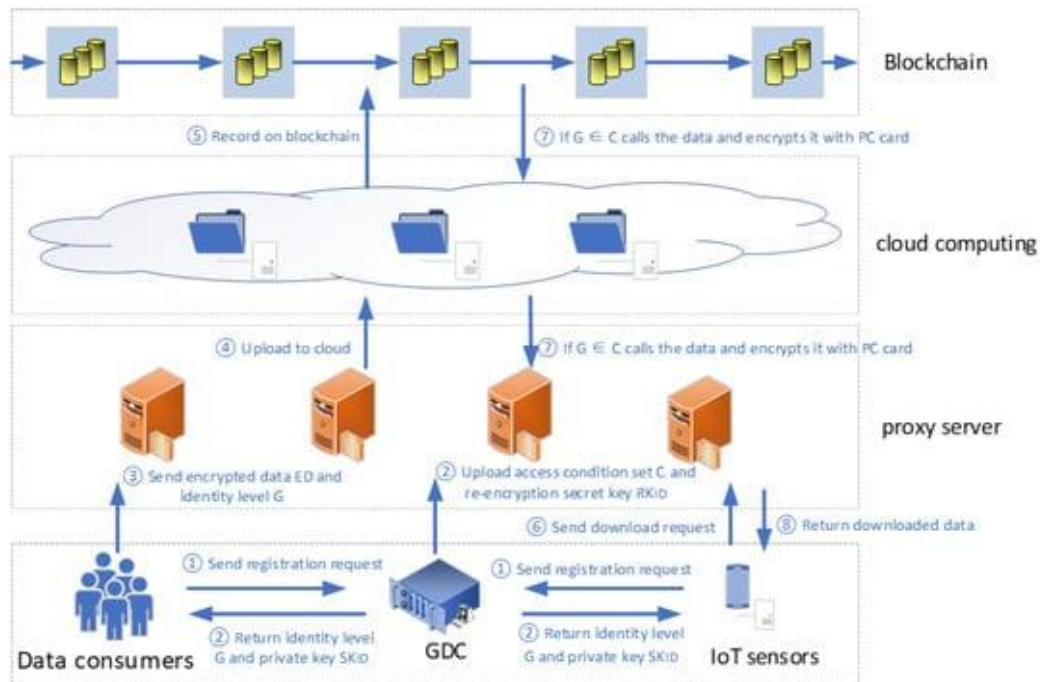 Blockchain
⑤ Record on blockchain
⑦ If G ∈ C calls the data and encrypts it with PC card
cloud computing
④ Upload to cloud
⑦ If G ∈ C calls the data and encrypts it with PC card
proxy server
③ Send encrypted data ED and
identity level G
② Upload access condition set C and
re-encryption secret key RKID
⑥ Send download request
⑧ Return downloaded data
① Send registration request
① Send registration request
② Return identity level
G and private key SKID
② Return identity level
G and private key SKID
Data consumers
GDC
IoT sensors